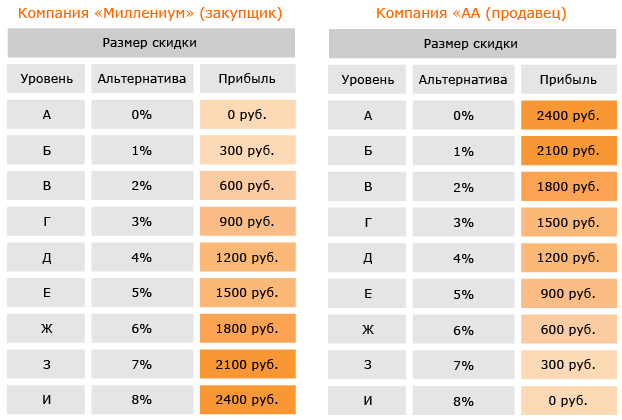 Компания «Миллениум» (закупщик)
Размер скидки
Уровень Альтернатива Прибыль
А 0% 0 руб.
Б 1% 300 руб.
В 2% 600 руб.
Г 3% 900 руб.
Д 4% 1200 руб.
Е 5% 1500 руб.
Ж 6% 1800 руб.
З 7% 2100 руб.
И 8% 2400 руб.
Компания «АА (продавец)
Размер скидки
Уровень Альтернатива Прибыль
А 0% 2400 руб.
Б 1% 2100 руб.
В 2% 1800 руб.
Г 3% 1500 руб.
Д 4% 1200 руб.
Е 5% 900 руб.
Ж 6% 600 руб.
З 7% 300 руб.
И 8% 0 руб.